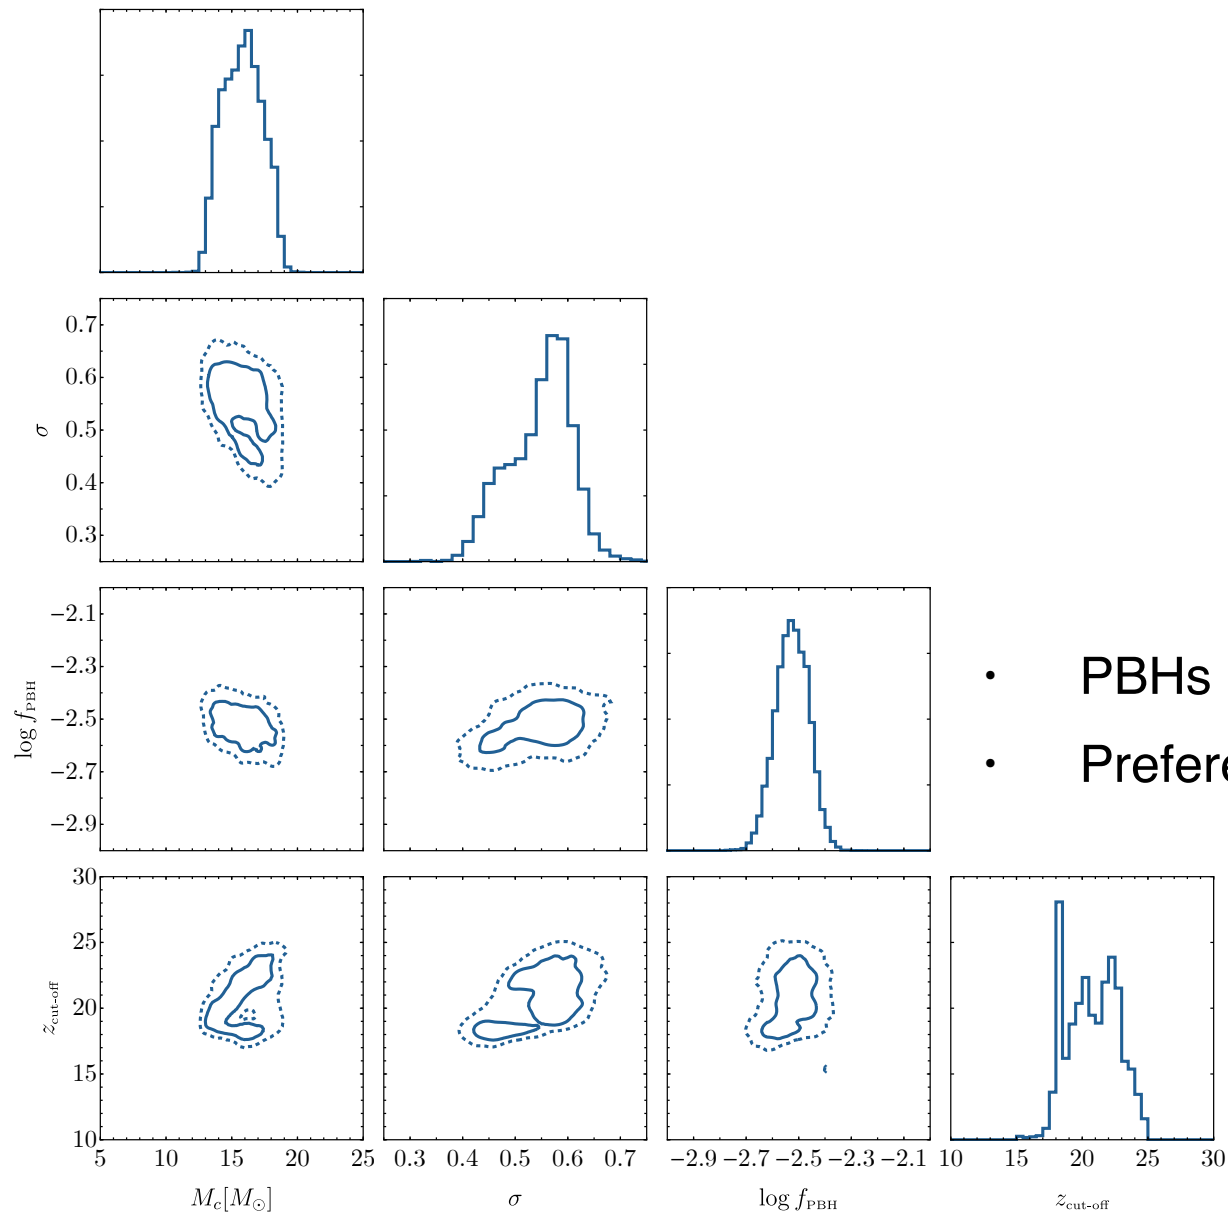 0.7
0.6
0.5
0.4
0.3
σ
−2.1
−2.3
−2.5
−2.7
−2.9
log f_PBH
• PBHs
• Prefere
30
25
20
15
10
z_cut-off
5 10 15 20 25
0.3 0.4 0.5 0.6 0.7
−2.9 −2.7 −2.5 −2.3 −2.1
10 15 20 25 30
M_c[M_⊙]
σ
log f_PBH
z_cut-off